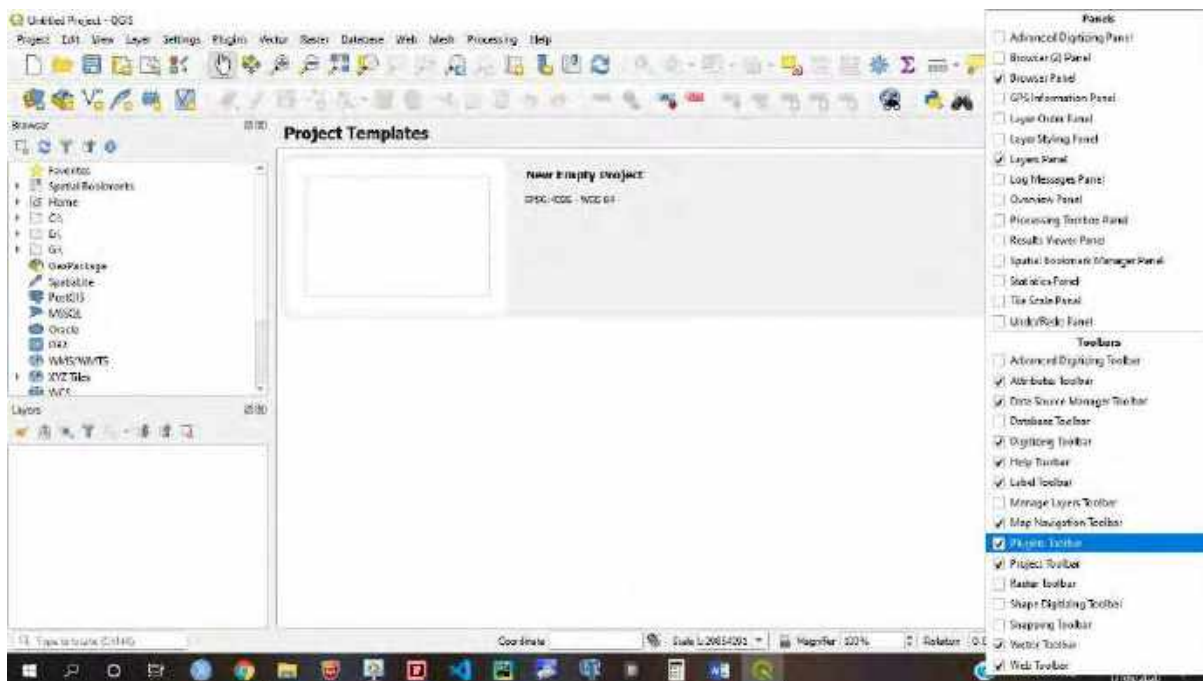 Untitled Project - QGIS
Project Edit View Layer Settings Plugins Vector Raster Database Web Mesh Processing Help
Browser
Favorites
Spatial Bookmarks
Home
C:\
G:\
GeoPackage
SpatiaLite
PostGIS
MSSQL
Oracle
DB2
WMS/WMTS
XYZ Tiles
WCS
Layers
Project Templates
New Empty Project
EPSG:4326 - WGS 84
Panels
Advanced Digitizing Panel
Browser (2) Panel
Browser Panel
GPS Information Panel
Layer Order Panel
Layer Styling Panel
Layers Panel
Log Messages Panel
Overview Panel
Processing Toolbox Panel
Results Viewer Panel
Spatial Bookmark Manager Panel
Statistics Panel
Tile Scale Panel
Undo/Redo Panel
Toolbars
Advanced Digitizing Toolbar
Attributes Toolbar
Data Source Manager Toolbar
Database Toolbar
Digitizing Toolbar
Help Toolbar
Label Toolbar
Manage Layers Toolbar
Map Navigation Toolbar
Plugins Toolbar
Project Toolbar
Raster Toolbar
Shape Digitizing Toolbar
Snapping Toolbar
Vector Toolbar
Web Toolbar
Type to locate (Ctrl+K)
Coordinate
Scale
Magnifier 100%
Rotation